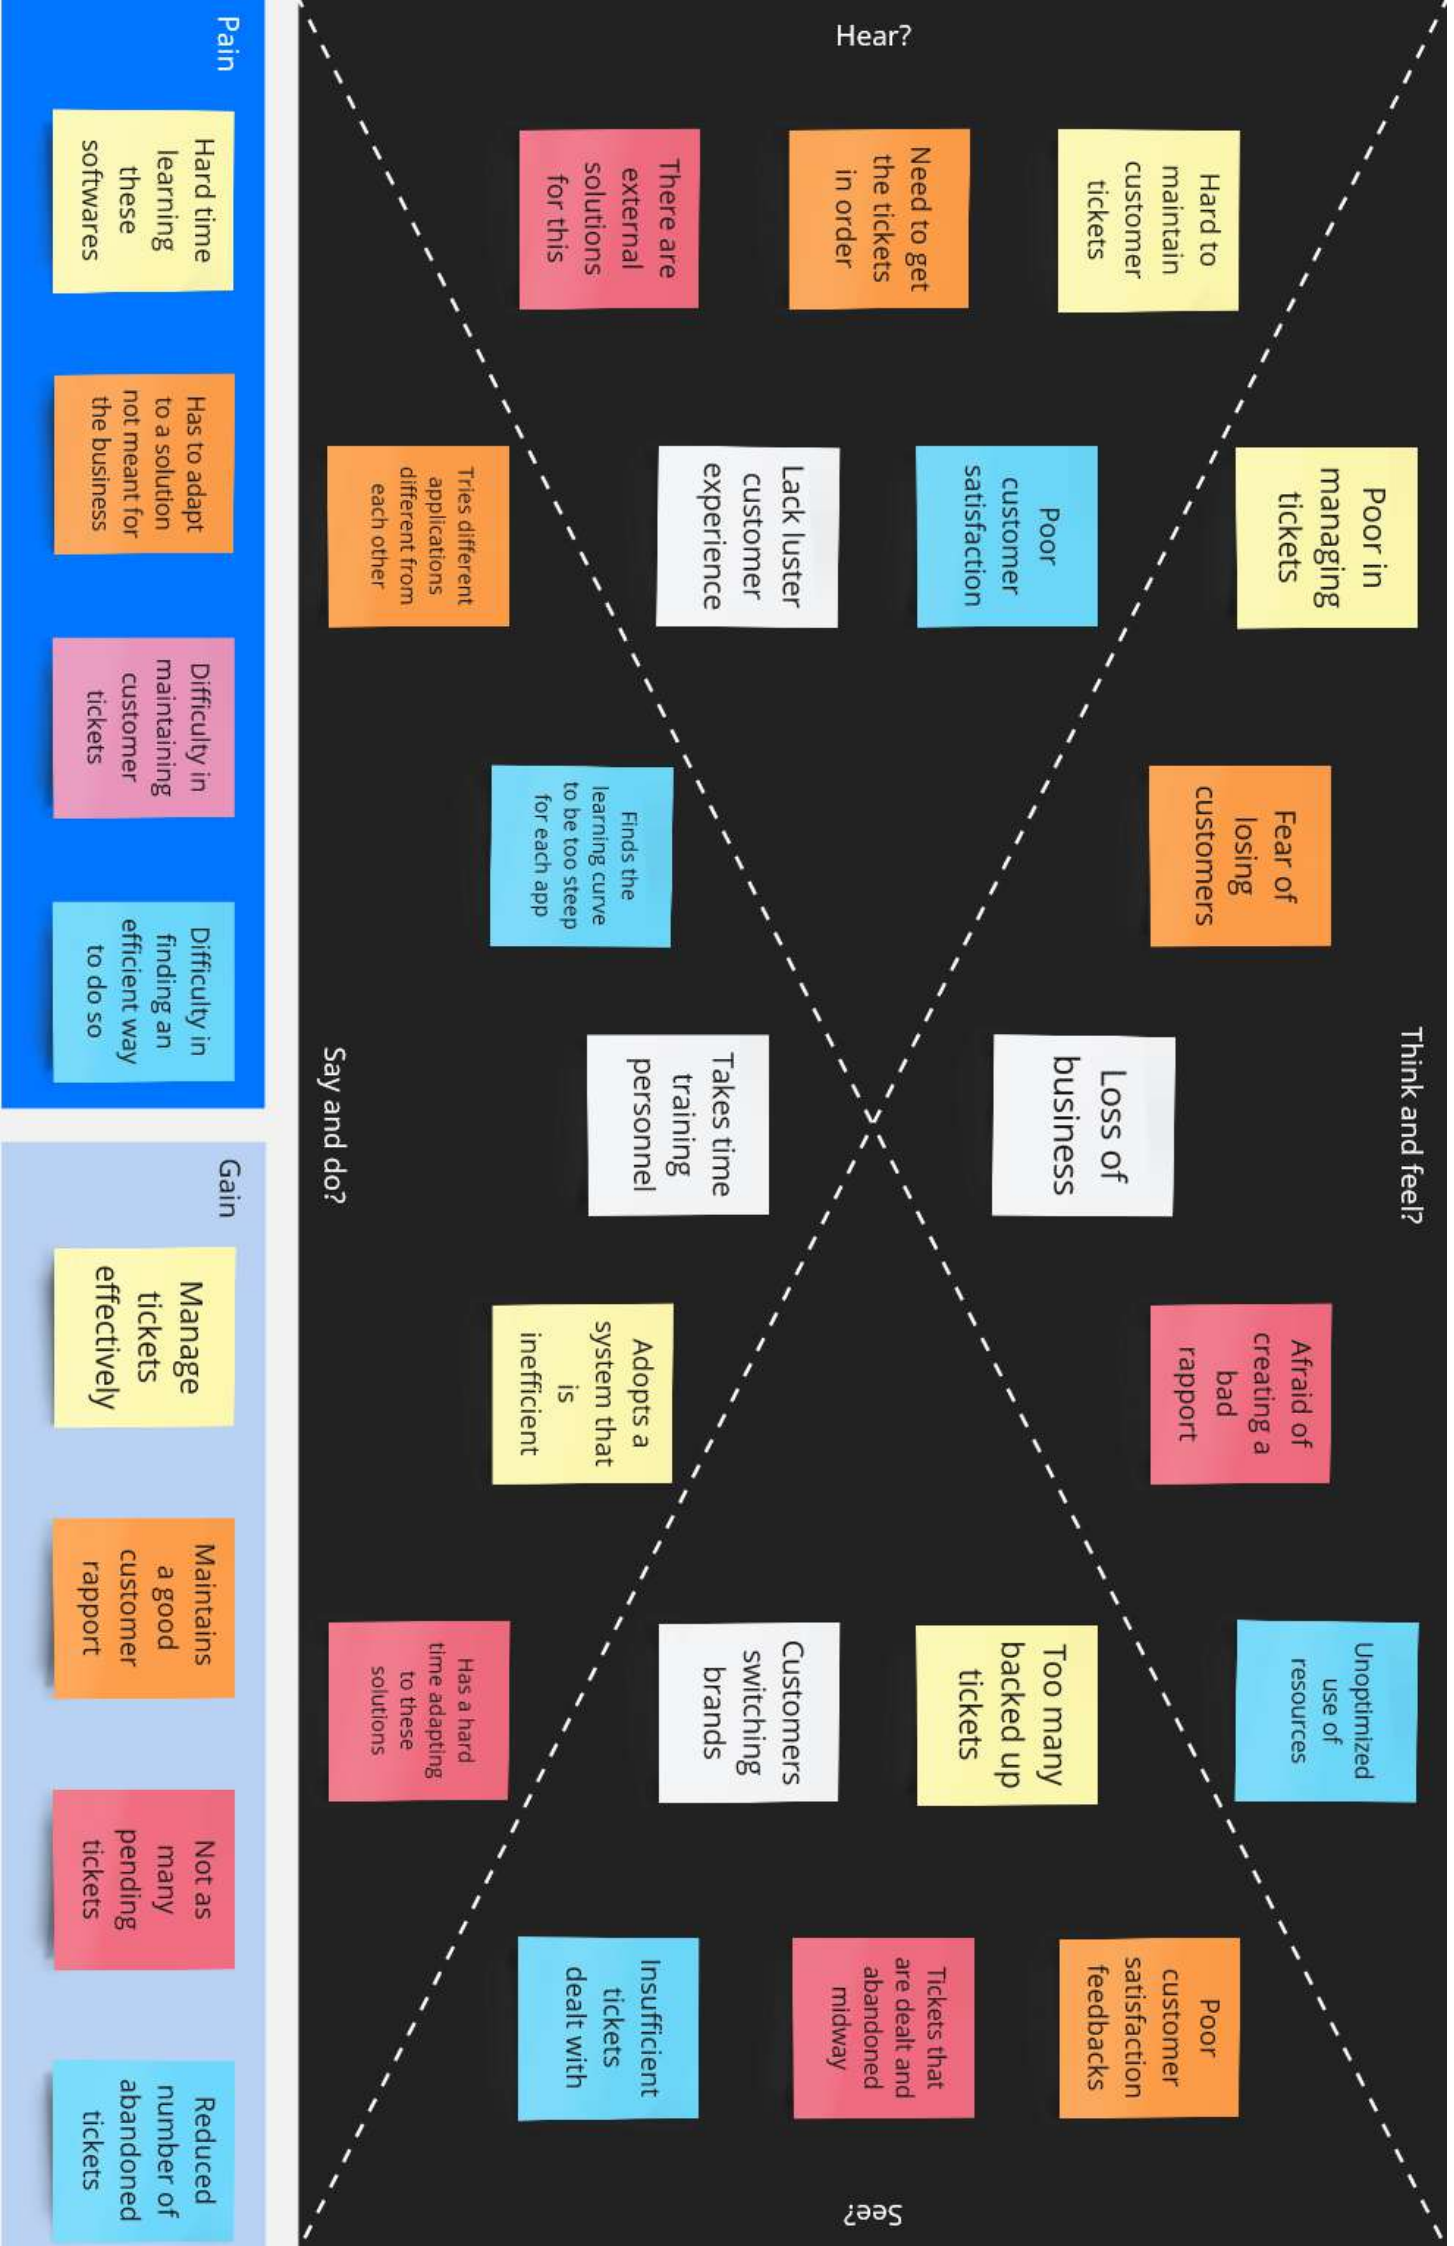 Think and feel?
Poor in
managing
tickets
Fear of
losing
customers
Loss of
business
Afraid of
creating a
bad
rapport
Unoptimized
use of
resources
Hear?
Hard to
maintain
customer
tickets
Need to get
the tickets
in order
There are
external
solutions
for this
Poor
customer
satisfaction
Lack luster
customer
experience
See?
Too many
backed up
tickets
Customers
switching
brands
Poor
customer
satisfaction
feedbacks
Tickets that
are dealt and
abandoned
midway
Insufficient
tickets
dealt with
Say and do?
Tries different
applications
different from
each other
Finds the
learning curve
to be too steep
for each app
Takes time
training
personnel
Adopts a
system that
is
inefficient
Has a hard
time adapting
to these
solutions
Pain
Hard time
learning
these
softwares
Has to adapt
to a solution
not meant for
the business
Difficulty in
maintaining
customer
tickets
Difficulty in
finding an
efficient way
to do so
Gain
Manage
tickets
effectively
Maintains
a good
customer
rapport
Not as
many
pending
tickets
Reduced
number of
abandoned
tickets